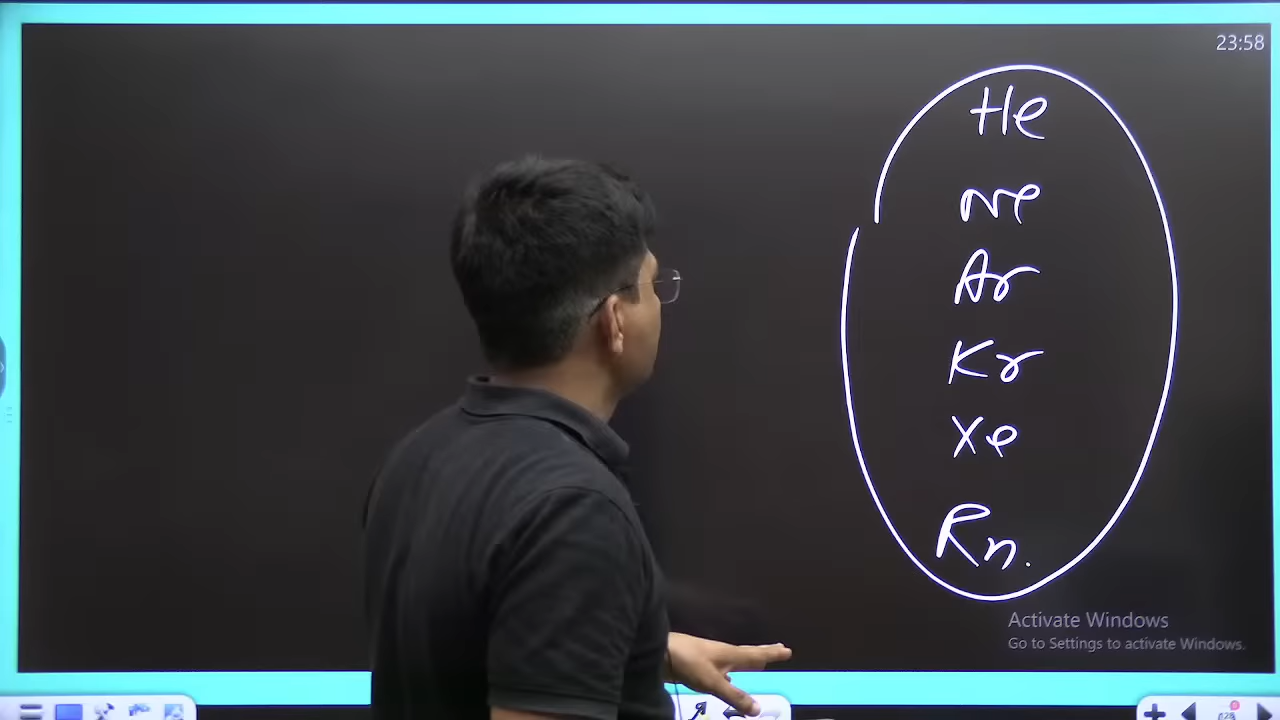 23:58
He
Ne
Ar
Kr
Xe
Rn.
Activate Windows
Go to Settings to activate Windows.